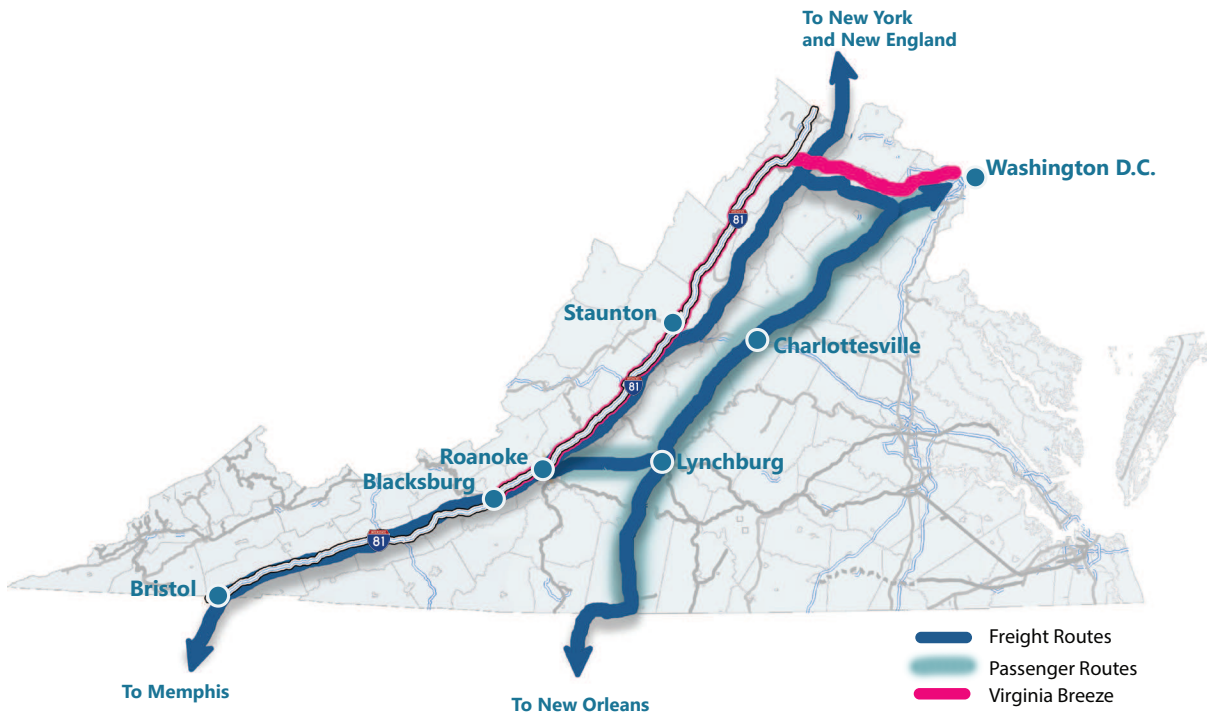 To New York
and New England
Washington D.C.
81
Staunton
Charlottesville
81
Roanoke
Lynchburg
Blacksburg
81
Bristol
Freight Routes
Passenger Routes
To Memphis
Virginia Breeze
To New Orleans